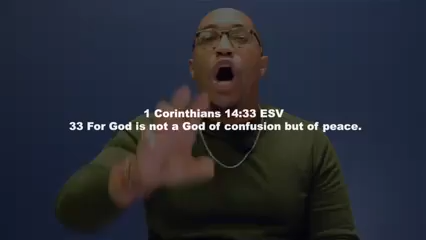 1 Corinthians 14:33 ESV
33 For God is not a God of confusion but of peace.